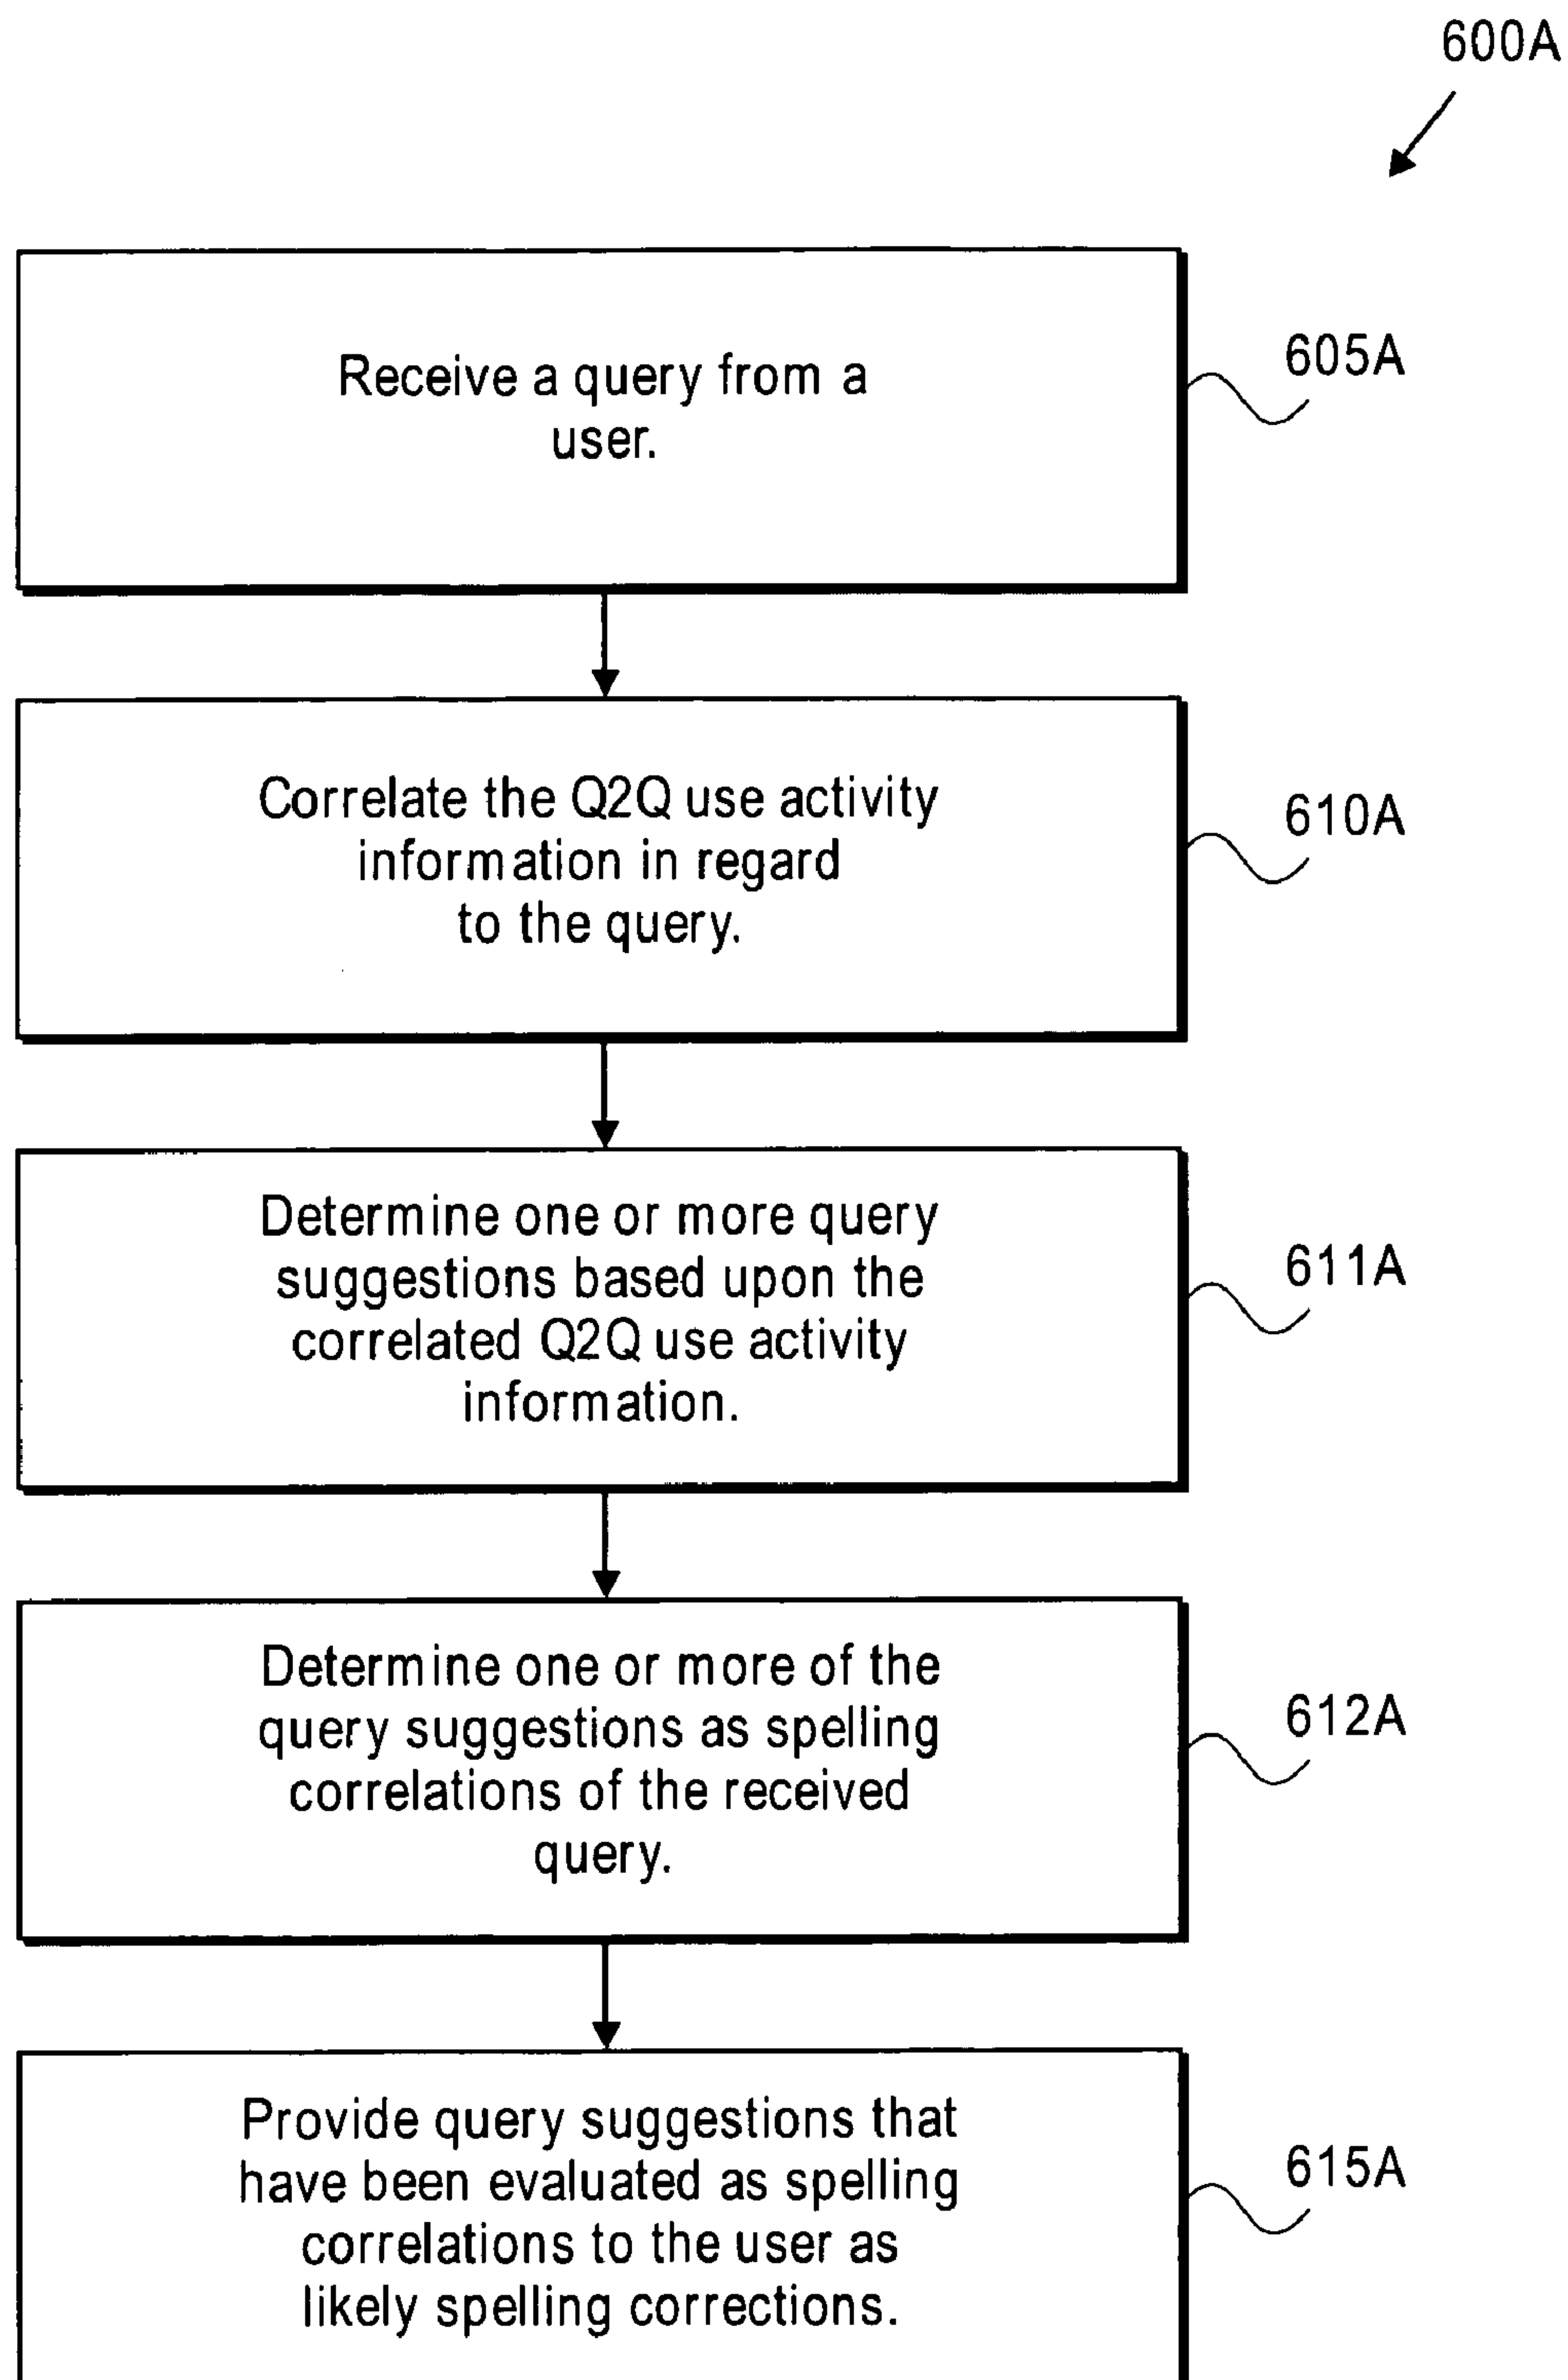 600A
Receive a query from a
user.
605A
Correlate the Q2Q use activity
information in regard
to the query.
610A
Determine one or more query
suggestions based upon the
correlated Q2Q use activity
information.
611A
Determine one or more of the
query suggestions as spelling
correlations of the received
query.
612A
Provide query suggestions that
have been evaluated as spelling
correlations to the user as
likely spelling corrections.
615A